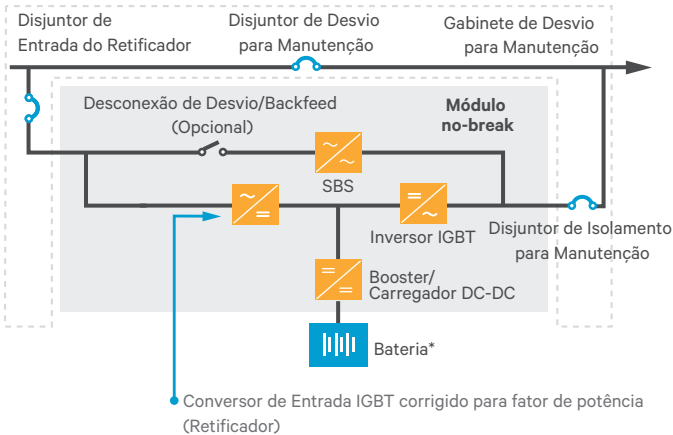 Disjuntor de
Entrada do Retificador
Disjuntor de Desvio
para Manutenção
Gabinete de Desvio
para Manutenção
Desconexão de Desvio/Backfeed
(Opcional)
Módulo
no-break
SBS
Inversor IGBT
Disjuntor de Isolamento
para Manutenção
Booster/
Carregador DC-DC
Bateria*
Conversor de Entrada IGBT corrigido para fator de potência
(Retificador)